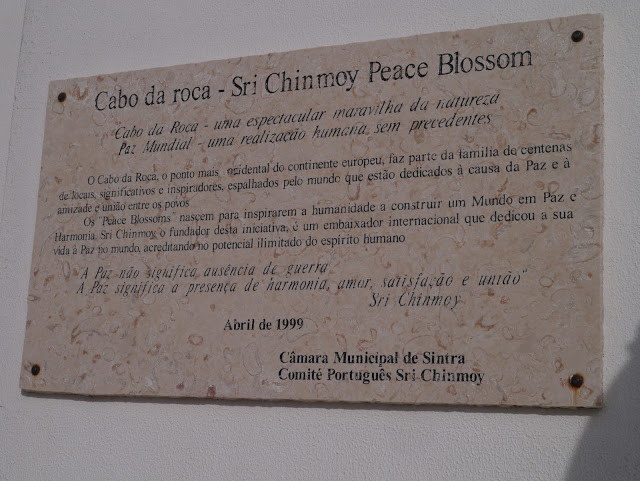 Cabo da roca - Sri Chinmoy Peace Blossom
"Cabo da Roca - uma espectacular maravilha da natureza
Paz Mundial - uma realização humana sem precedentes"
O Cabo da Roca, o ponto mais ocidental do continente europeu, faz parte da família de centenas
de locais, significativos e inspiradores, espalhados pelo mundo que estão dedicados à causa da Paz e à
amizade e união entre os povos
Os "Peace Blossoms" nascem para inspirarem a humanidade a construir um Mundo em Paz e
Harmonia. Sri Chinmoy, o fundador desta iniciativa, é um embaixador internacional que dedicou a sua
vida à Paz no mundo, acreditando no potencial ilimitado do espírito humano
A Paz não significa ausência de guerra
A Paz significa a presença de harmonia, amor, satisfação e união"
Sri Chinmoy
Abril de 1999
Câmara Municipal de Sintra
Comité Português Sri Chinmoy